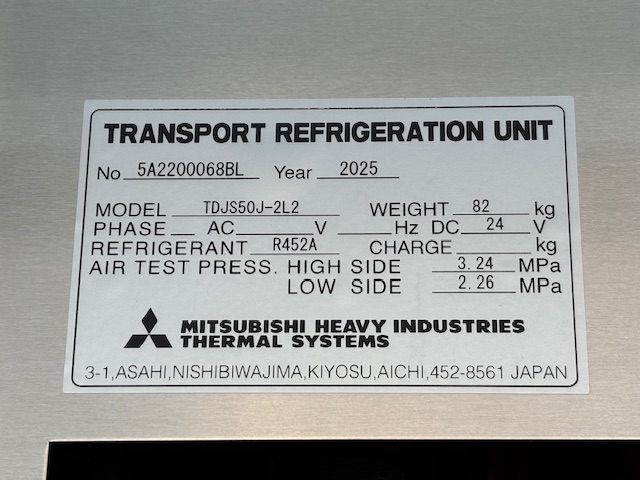 TRANSPORT REFRIGERATION UNIT
No 5A2200068BL Year 2025
MODEL TDJS50J-2L2 WEIGHT 82 kg
PHASE AC V Hz DC 24 V
REFRIGERANT R452A CHARGE kg
AIR TEST PRESS. HIGH SIDE 3.24 MPa
LOW SIDE 2.26 MPa
MITSUBISHI HEAVY INDUSTRIES
THERMAL SYSTEMS
3-1,ASAHI,NISHIBIWAJIMA,KIYOSU,AICHI,452-8561 JAPAN